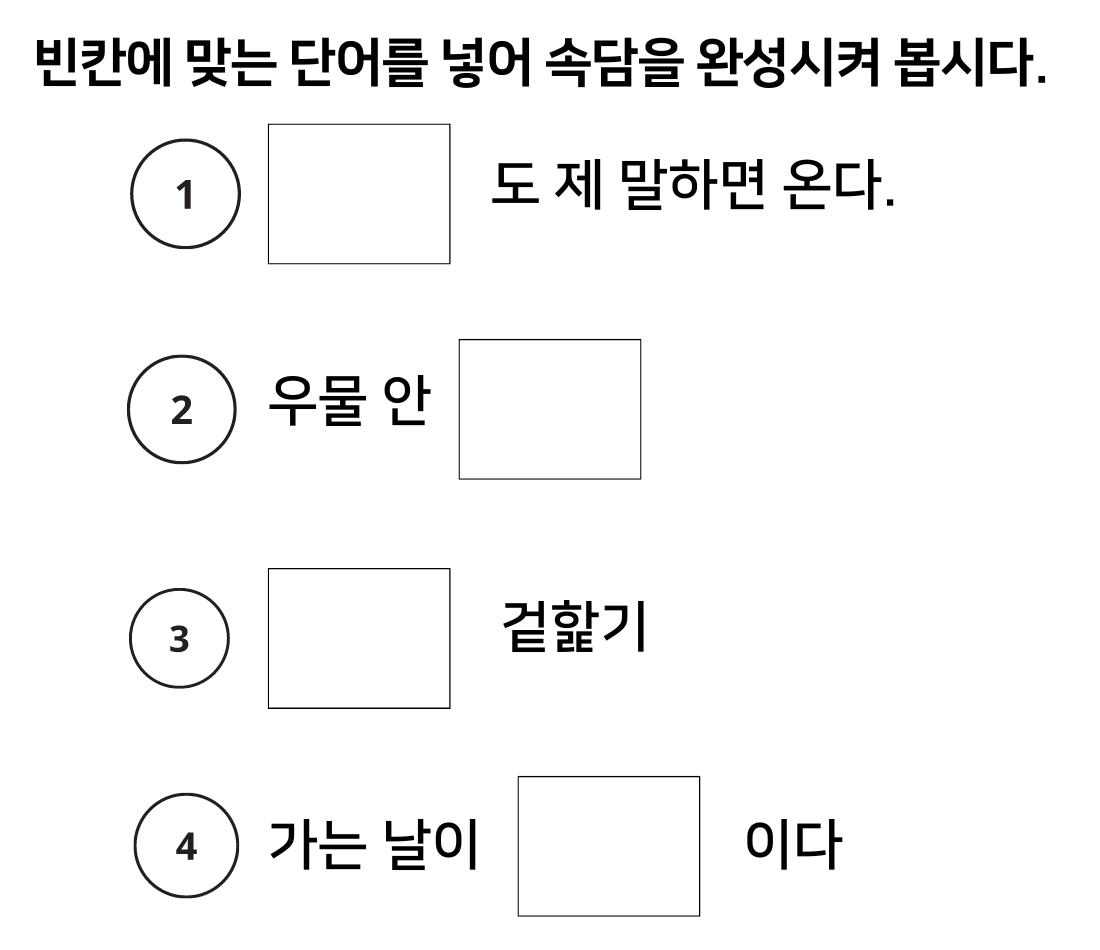 빈칸에 맞는 단어를 넣어 속담을 완성시켜 봅시다.
1 도 제 말하면 온다.
2 우물 안
3 겉핥기
4 가는 날이 이다